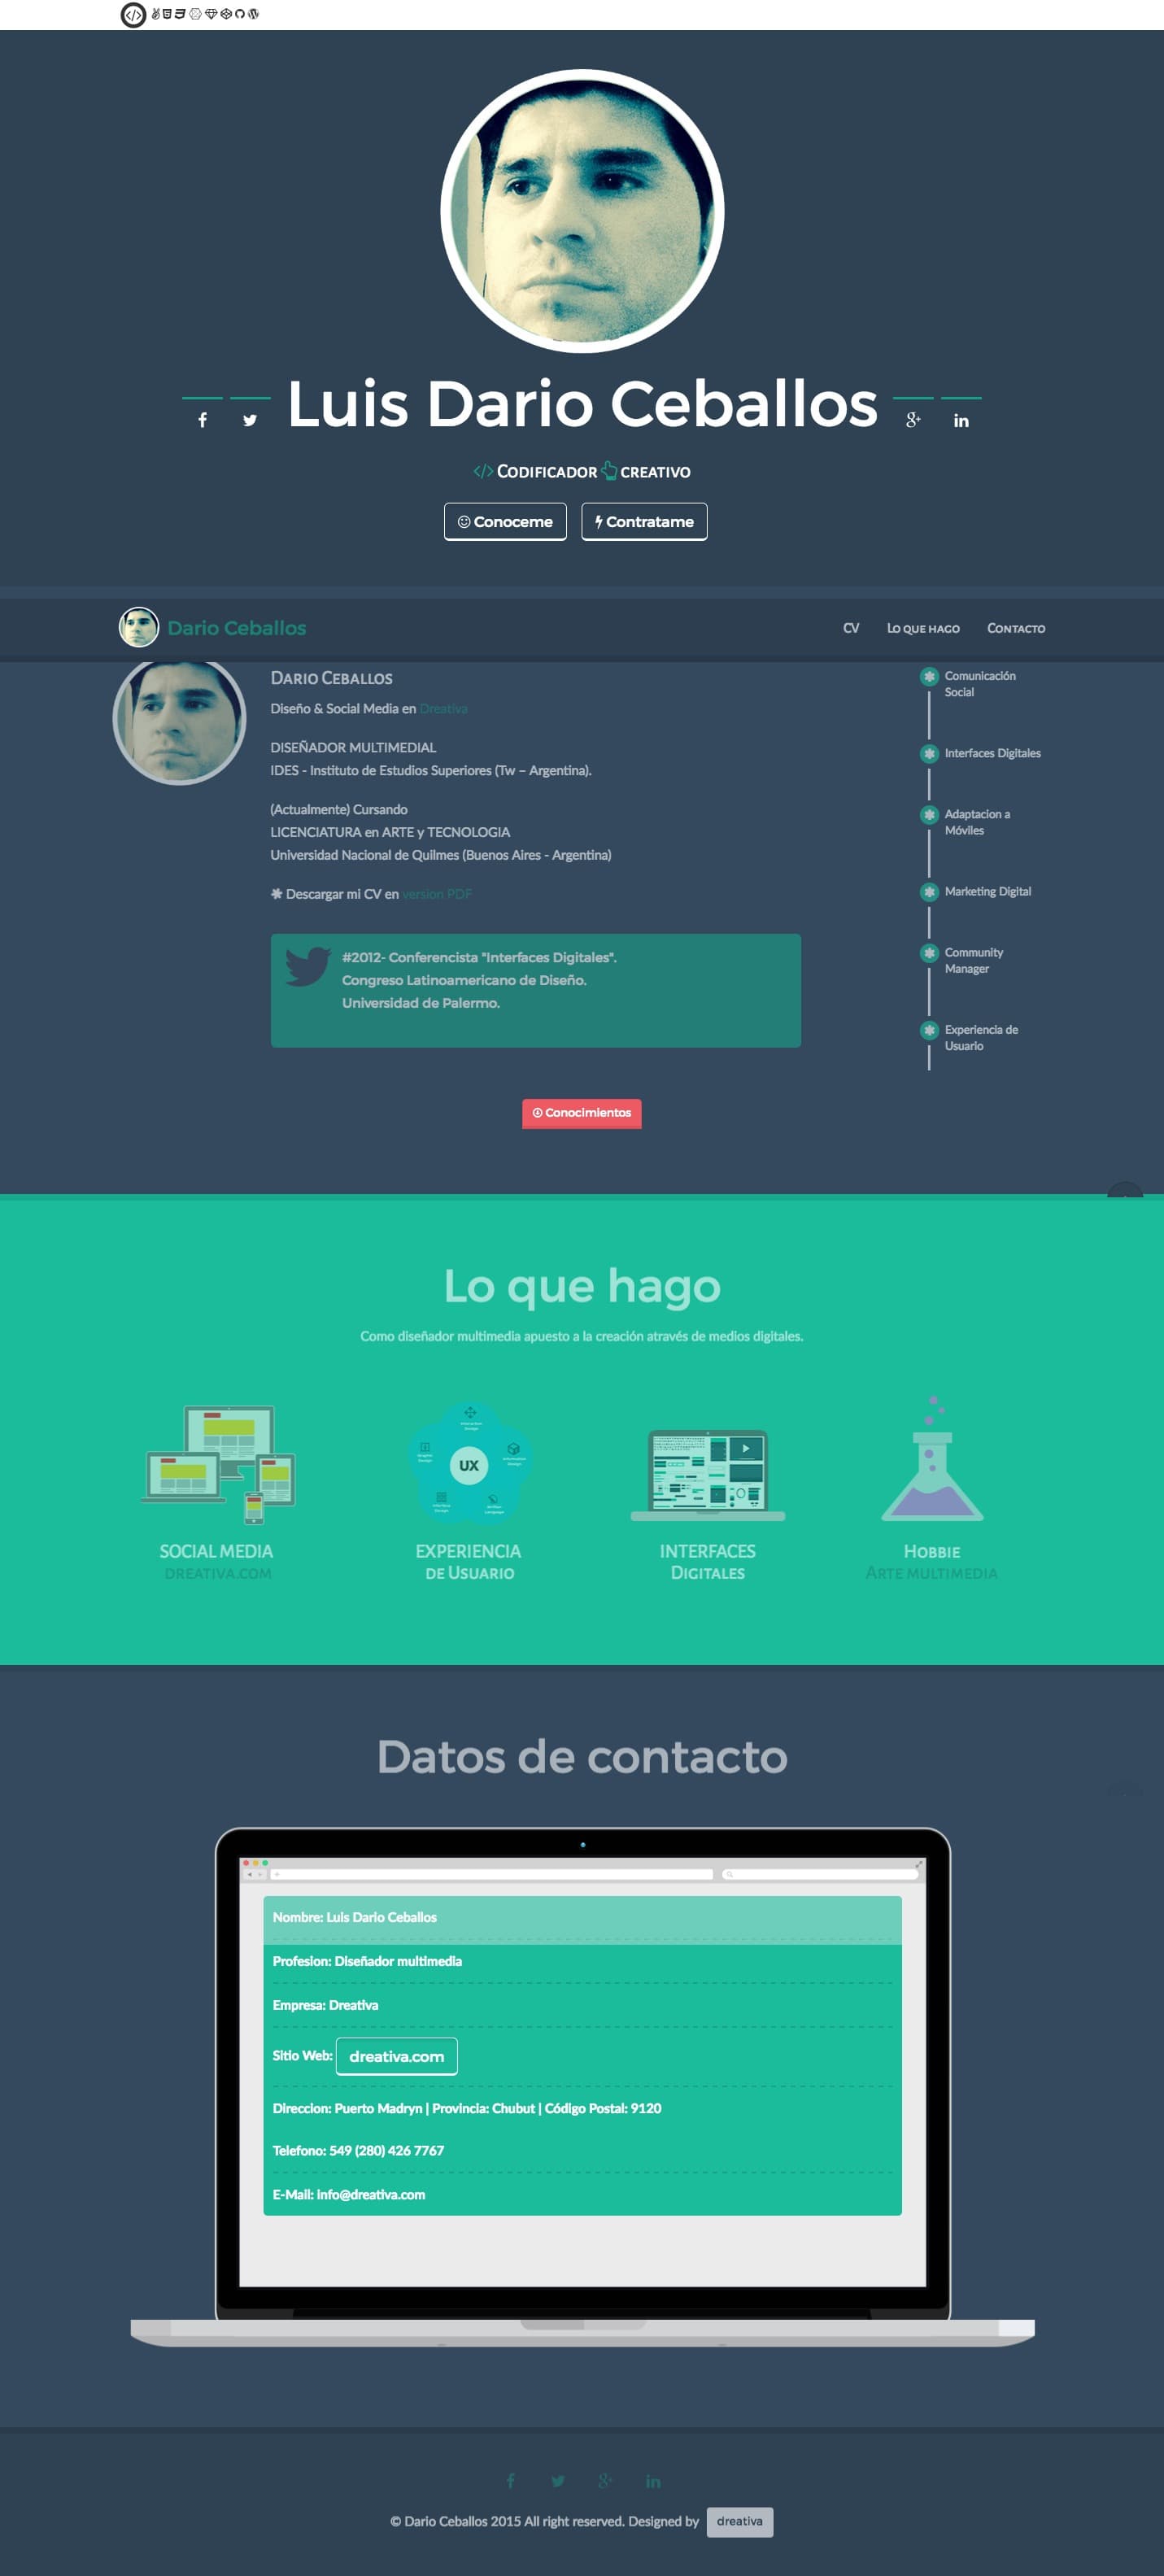 Luis Dario Ceballos
</> Codificador creativo
Conoceme
Contratame
Dario Ceballos
CV
Lo que hago
Contacto
Dario Ceballos
Diseño & Social Media en Dreativa
DISEÑADOR MULTIMEDIAL
IDES - Instituto de Estudios Superiores (Tw – Argentina).
(Actualmente) Cursando
LICENCIATURA en ARTE y TECNOLOGIA
Universidad Nacional de Quilmes (Buenos Aires - Argentina)
✱ Descargar mi CV en version PDF
#2012- Conferencista "Interfaces Digitales".
Congreso Latinoamericano de Diseño.
Universidad de Palermo.
Comunicación
Social
Interfaces Digitales
Adaptacion a
Móviles
Marketing Digital
Community
Manager
Experiencia de
Usuario
Conocimientos
Lo que hago
Como diseñador multimedia apuesto a la creación através de medios digitales.
UX
SOCIAL MEDIA
DREATIVA.COM
EXPERIENCIA
de Usuario
INTERFACES
Digitales
Hobbie
Arte multimedia
Datos de contacto
Nombre: Luis Dario Ceballos
Profesion: Diseñador multimedia
Empresa: Dreativa
Sitio Web: dreativa.com
Direccion: Puerto Madryn | Provincia: Chubut | Código Postal: 9120
Telefono: 549 (280) 426 7767
E-Mail: info@dreativa.com
© Dario Ceballos 2015 All right reserved. Designed by dreativa